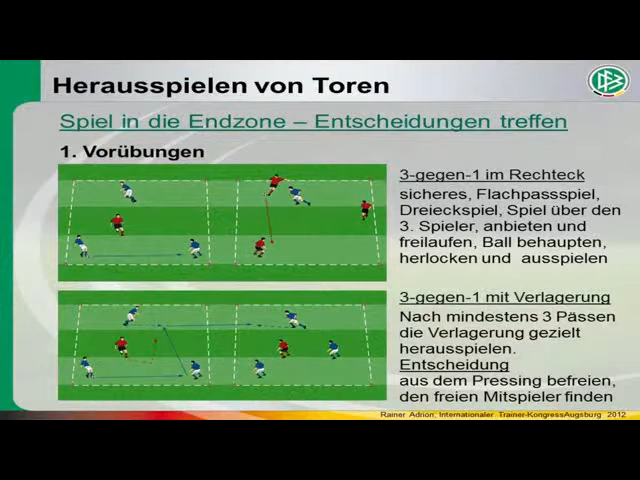 Herausspielen von Toren
DFB
Spiel in die Endzone – Entscheidungen treffen
1. Vorübungen
3-gegen-1 im Rechteck
sicheres, Flachpassspiel,
Dreieckspiel, Spiel über den
3. Spieler, anbieten und
freilaufen, Ball behaupten,
herlocken und ausspielen
3-gegen-1 mit Verlagerung
Nach mindestens 3 Pässen
die Verlagerung gezielt
herausspielen.
Entscheidung
aus dem Pressing befreien,
den freien Mitspieler finden
Rainer Adrion; Internationaler Trainer-KongressAugsburg 2012